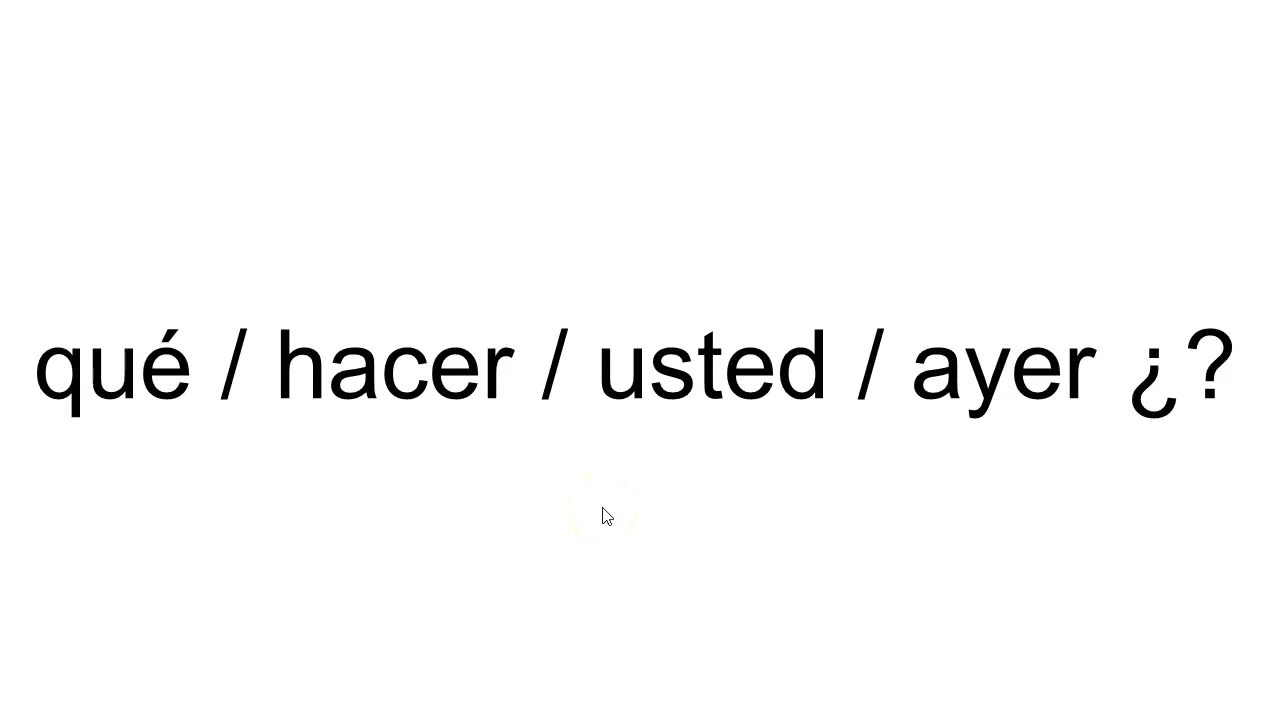 qué / hacer / usted / ayer ¿?